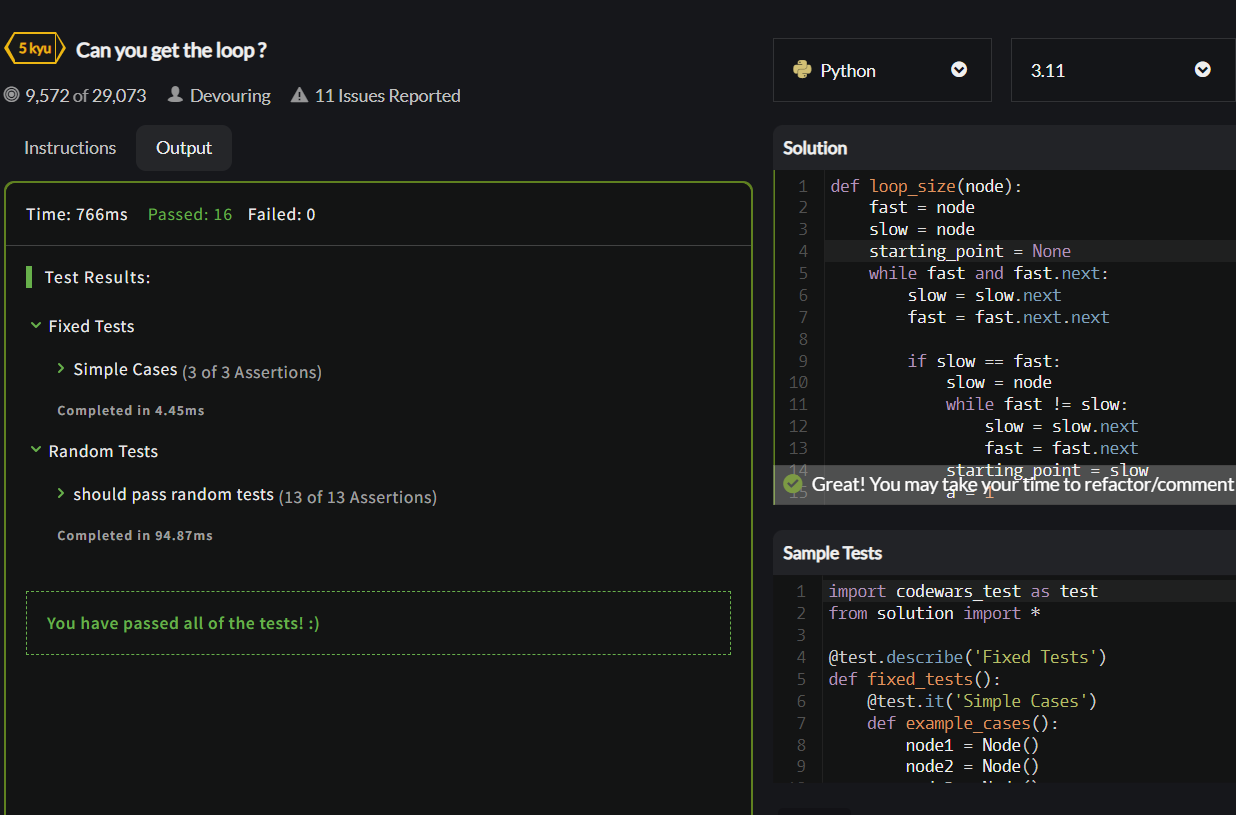 5 kyu Can you get the loop ?
9,572 of 29,073 Devouring 11 Issues Reported
Instructions Output
Time: 766ms Passed: 16 Failed: 0
Test Results:
Fixed Tests
Simple Cases (3 of 3 Assertions)
Completed in 4.45ms
Random Tests
should pass random tests (13 of 13 Assertions)
Completed in 94.87ms
You have passed all of the tests! :)
Python 3.11
Solution
1 def loop_size(node):
2     fast = node
3     slow = node
4     starting_point = None
5     while fast and fast.next:
6         slow = slow.next
7         fast = fast.next.next
8
9         if slow == fast:
10             slow = node
11             while fast != slow:
12                 slow = slow.next
13                 fast = fast.next
14             starting_point = slow
15             a = 1
Great! You may take your time to refactor/comment
Sample Tests
1 import codewars_test as test
2 from solution import *
3
4 @test.describe('Fixed Tests')
5 def fixed_tests():
6     @test.it('Simple Cases')
7     def example_cases():
8         node1 = Node()
9         node2 = Node()